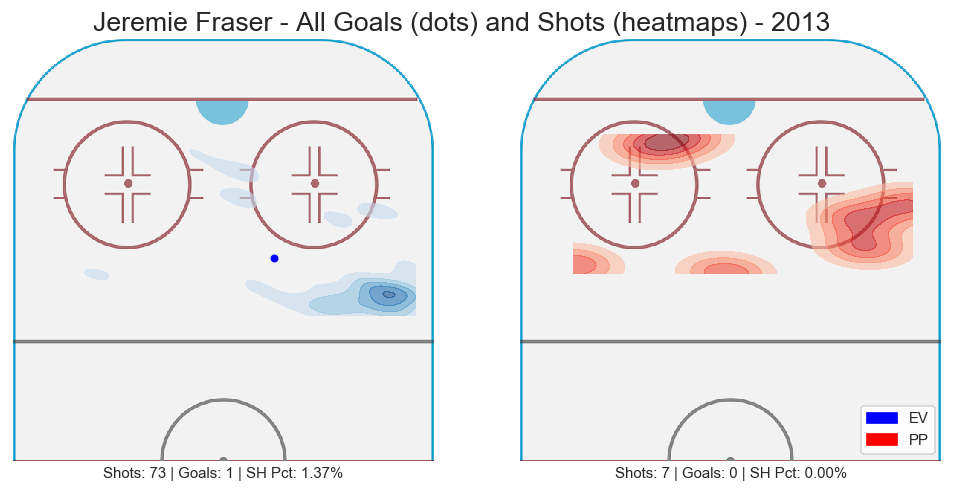 Jeremie Fraser - All Goals (dots) and Shots (heatmaps) - 2013
EV
PP
Shots: 73 | Goals: 1 | SH Pct: 1.37%
Shots: 7 | Goals: 0 | SH Pct: 0.00%